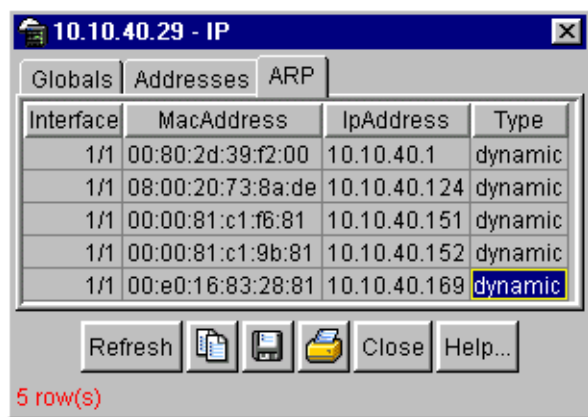 10.10.40.29 - IP
Globals Addresses ARP
Interface MacAddress IpAddress Type
1/1 00:80:2d:39:f2:00 10.10.40.1 dynamic
1/1 08:00:20:73:8a:de 10.10.40.124 dynamic
1/1 00:00:81:c1:f6:81 10.10.40.151 dynamic
1/1 00:00:81:c1:9b:81 10.10.40.152 dynamic
1/1 00:e0:16:83:28:81 10.10.40.169 dynamic
Refresh Close Help...
5 row(s)